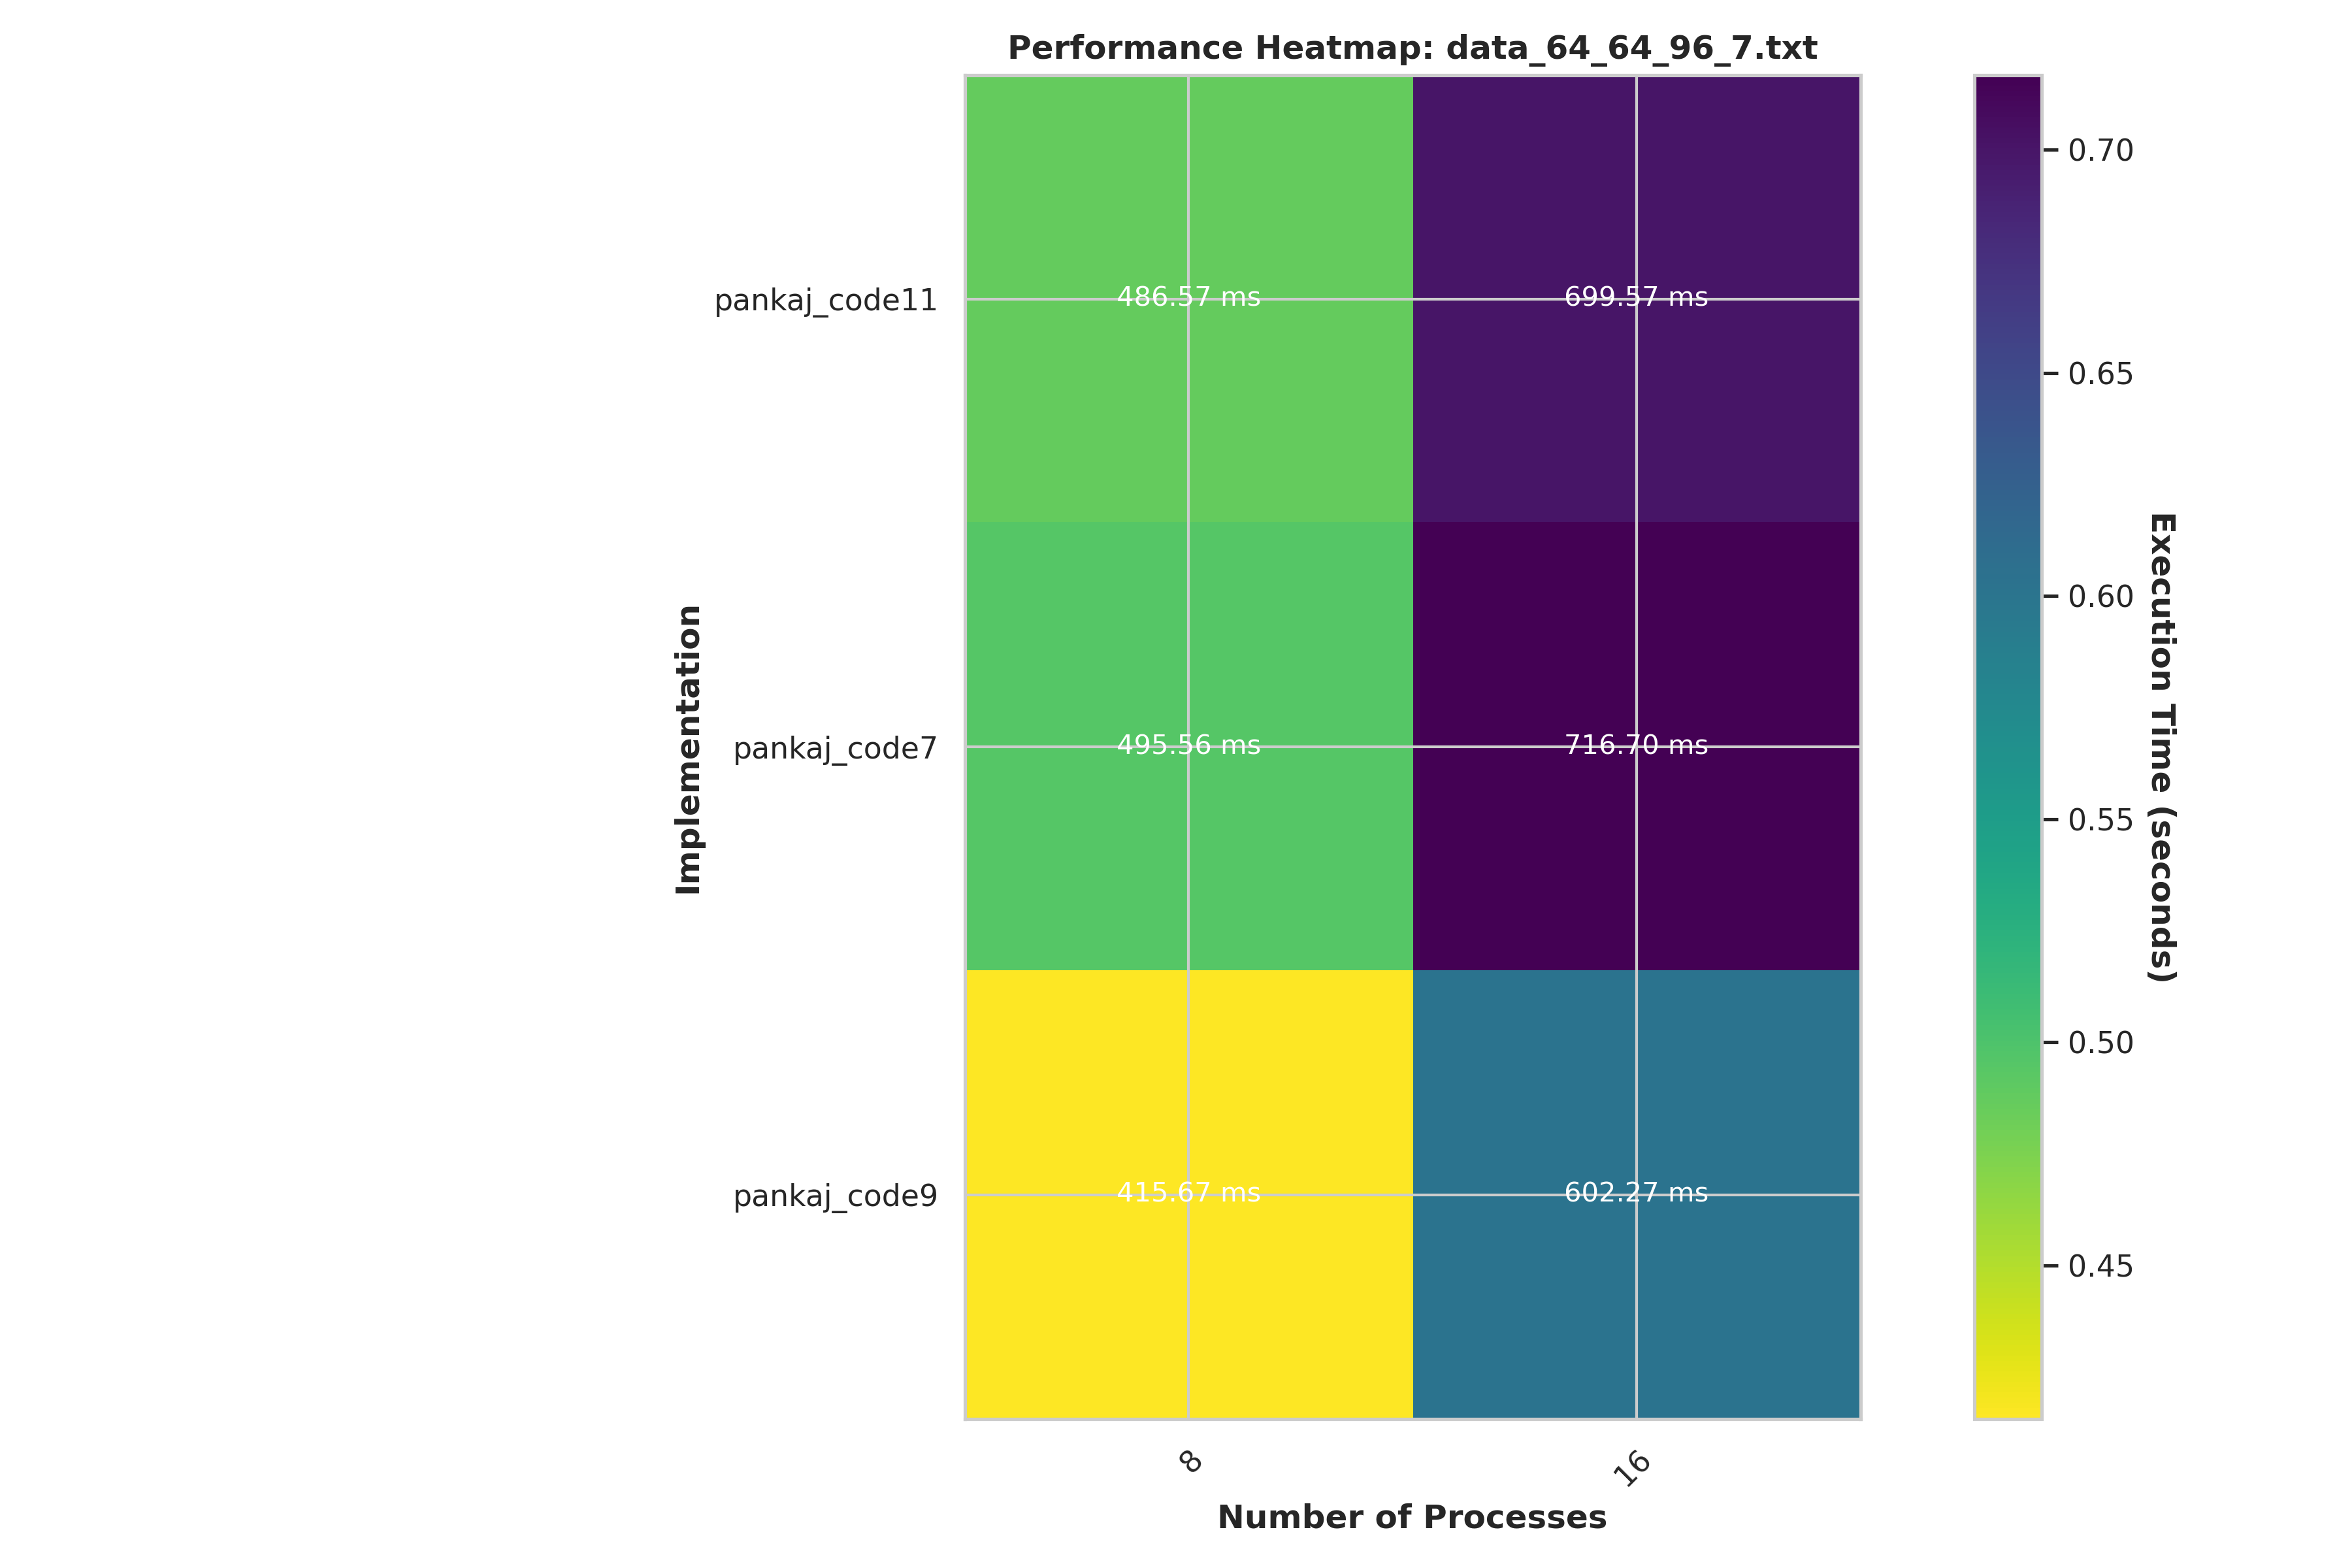 Performance Heatmap: data_64_64_96_7.txt
Implementation
pankaj_code11
486.57 ms
699.57 ms
pankaj_code7
495.56 ms
716.70 ms
pankaj_code9
415.67 ms
602.27 ms
8
16
Number of Processes
0.70
0.65
0.60
0.55
0.50
0.45
Execution Time (seconds)